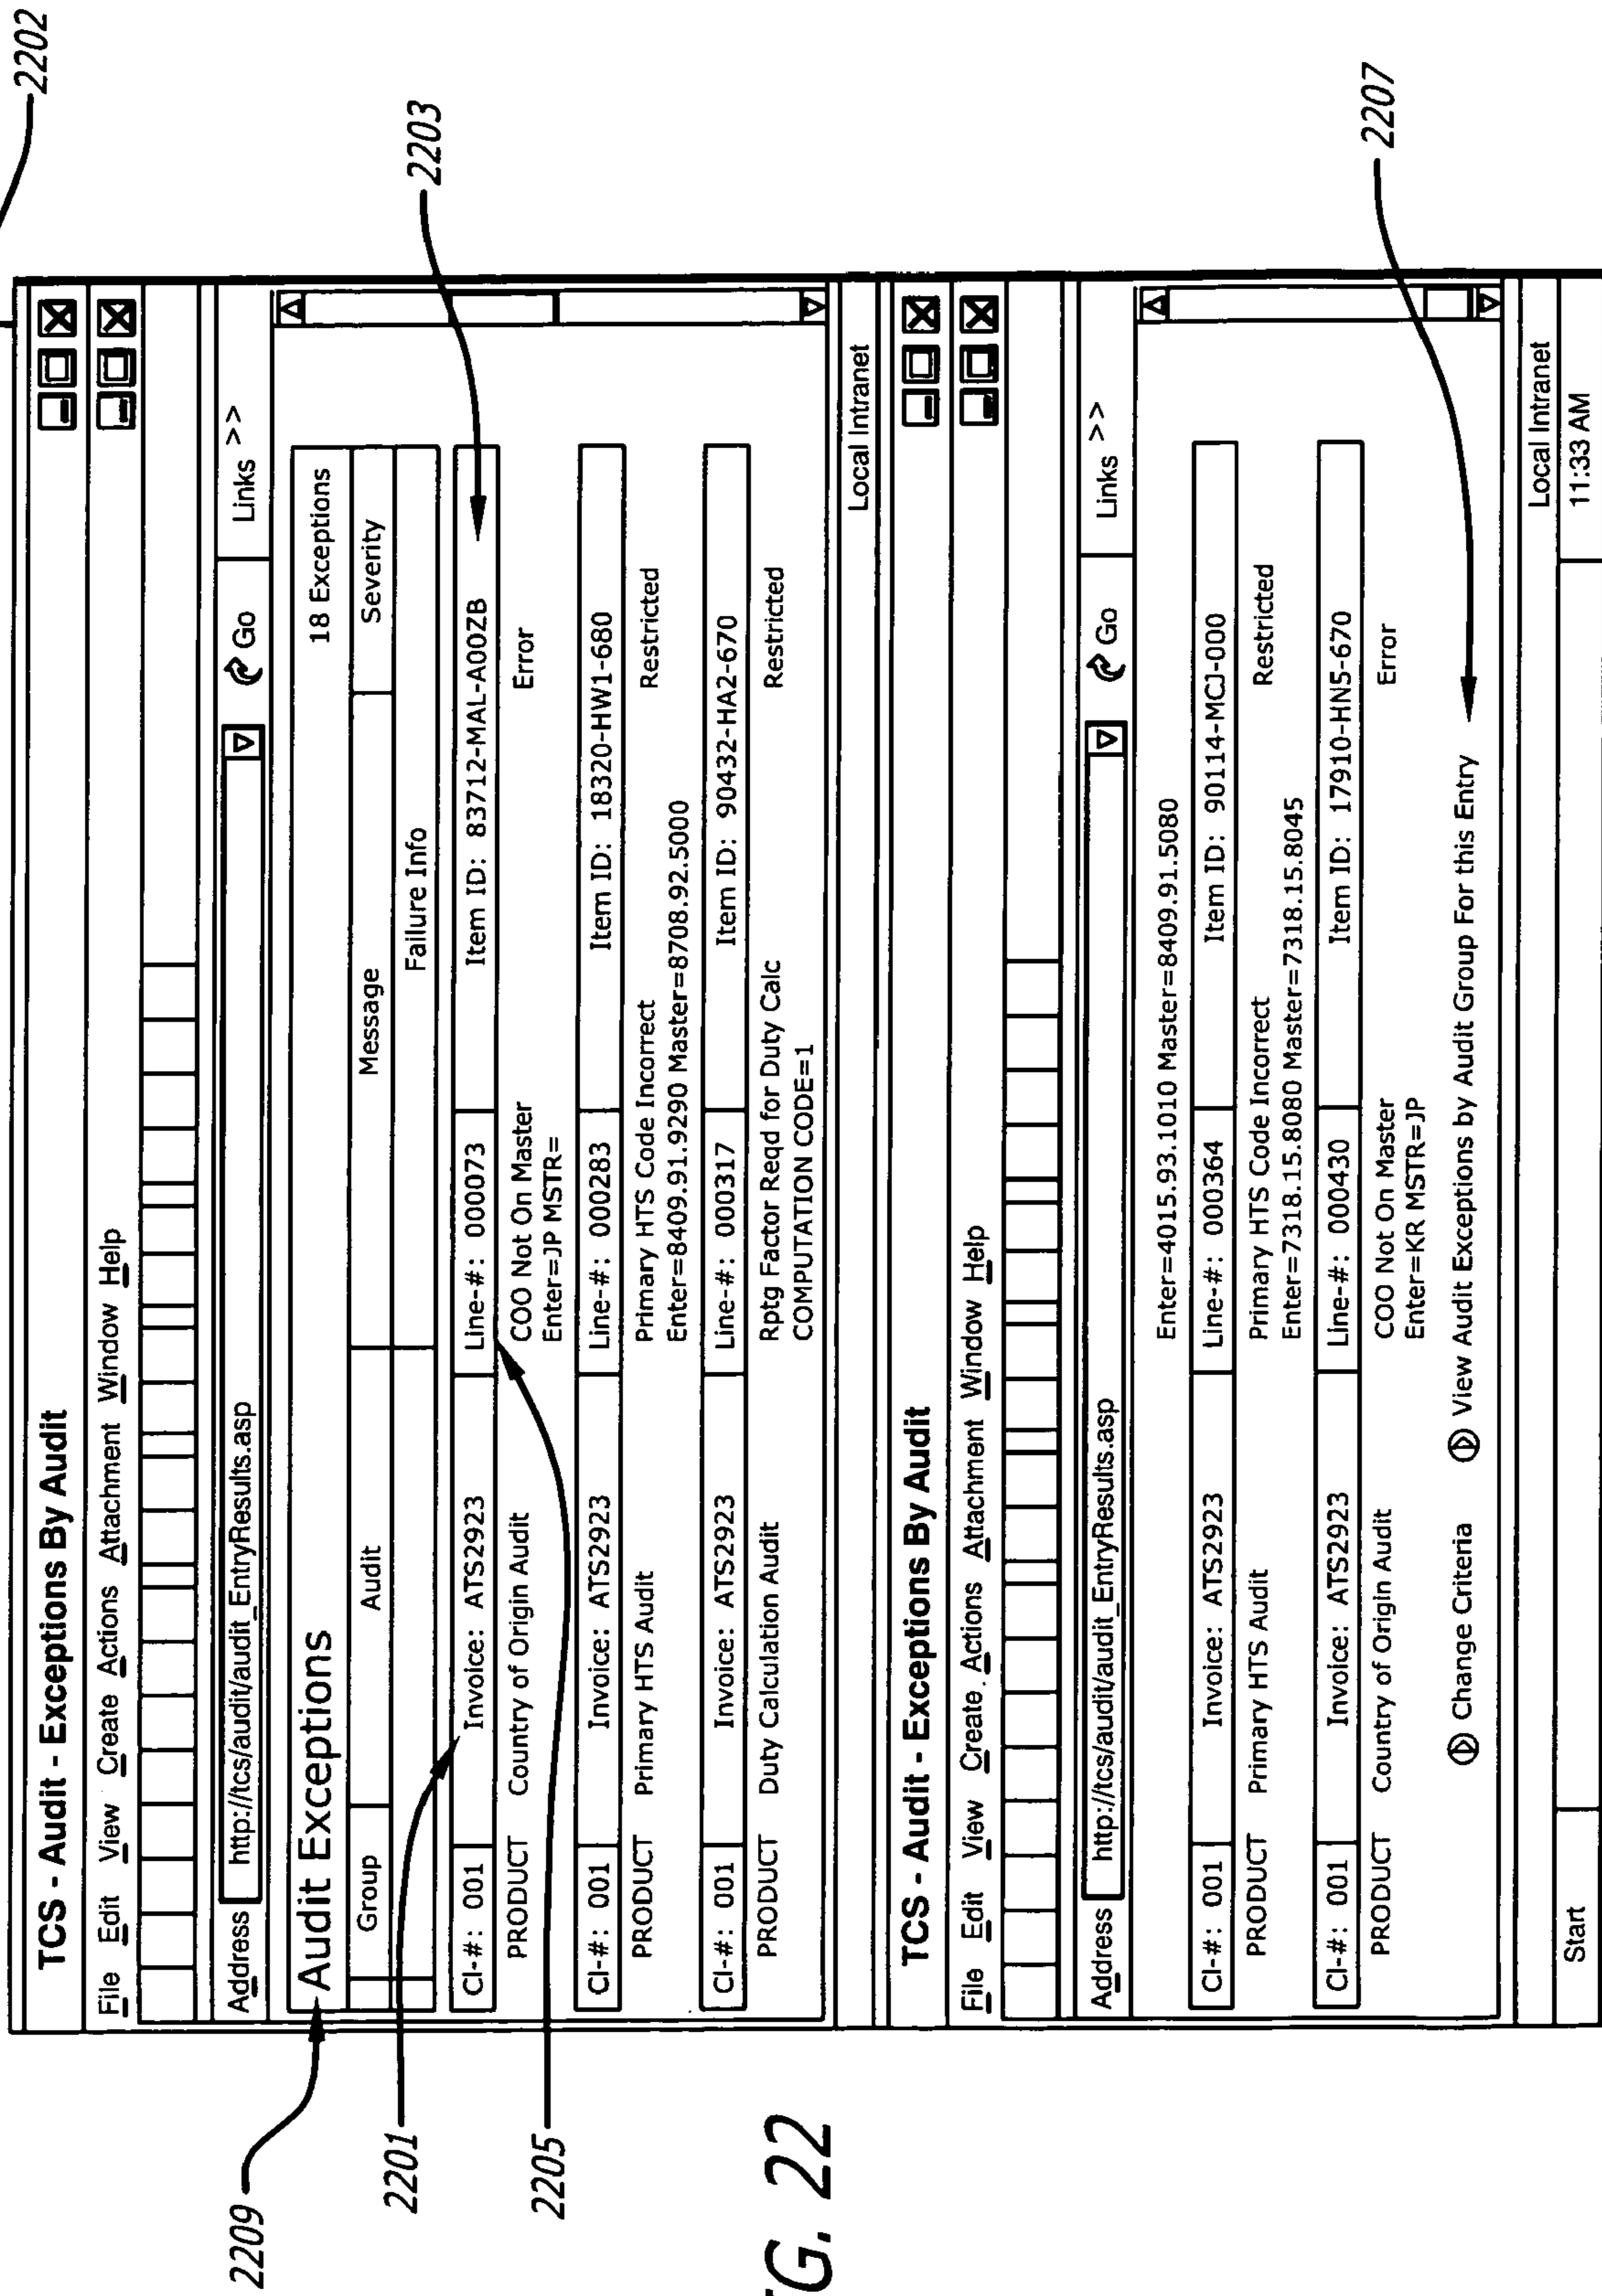 2202
TCS - Audit - Exceptions By Audit
File Edit View Create Actions Attachment Window Help
Address http://tcs/audit/audit_EntryResults.asp Go Links >>
2209
Audit Exceptions 18 Exceptions
Group Audit Message Severity
Failure Info
2201
2203
CI-#: 001 Invoice: ATS2923 Line-#: 000073 Item ID: 83712-MAL-A00ZB
PRODUCT Country of Origin Audit COO Not On Master Error
Enter=JP MSTR=
2205
CI-#: 001 Invoice: ATS2923 Line-#: 000283 Item ID: 18320-HW1-680
PRODUCT Primary HTS Audit Primary HTS Code Incorrect Restricted
Enter=8409.91.9290 Master=8708.92.5000
CI-#: 001 Invoice: ATS2923 Line-#: 000317 Item ID: 90432-HA2-670
PRODUCT Duty Calculation Audit Rptg Factor Reqd for Duty Calc Restricted
COMPUTATION CODE=1
Local Intranet
TCS - Audit - Exceptions By Audit
File Edit View Create Actions Attachment Window Help
Address http://tcs/audit/audit_EntryResults.asp Go Links >>
Enter=4015.93.1010 Master=8409.91.5080
CI-#: 001 Invoice: ATS2923 Line-#: 000364 Item ID: 90114-MCJ-000
PRODUCT Primary HTS Audit Primary HTS Code Incorrect Restricted
Enter=7318.15.8080 Master=7318.15.8045
CI-#: 001 Invoice: ATS2923 Line-#: 000430 Item ID: 17910-HN5-670
PRODUCT Country of Origin Audit COO Not On Master Error
Enter=KR MSTR=JP
2207
Change Criteria View Audit Exceptions by Audit Group For this Entry
Local Intranet
Start 11:33 AM
G. 22